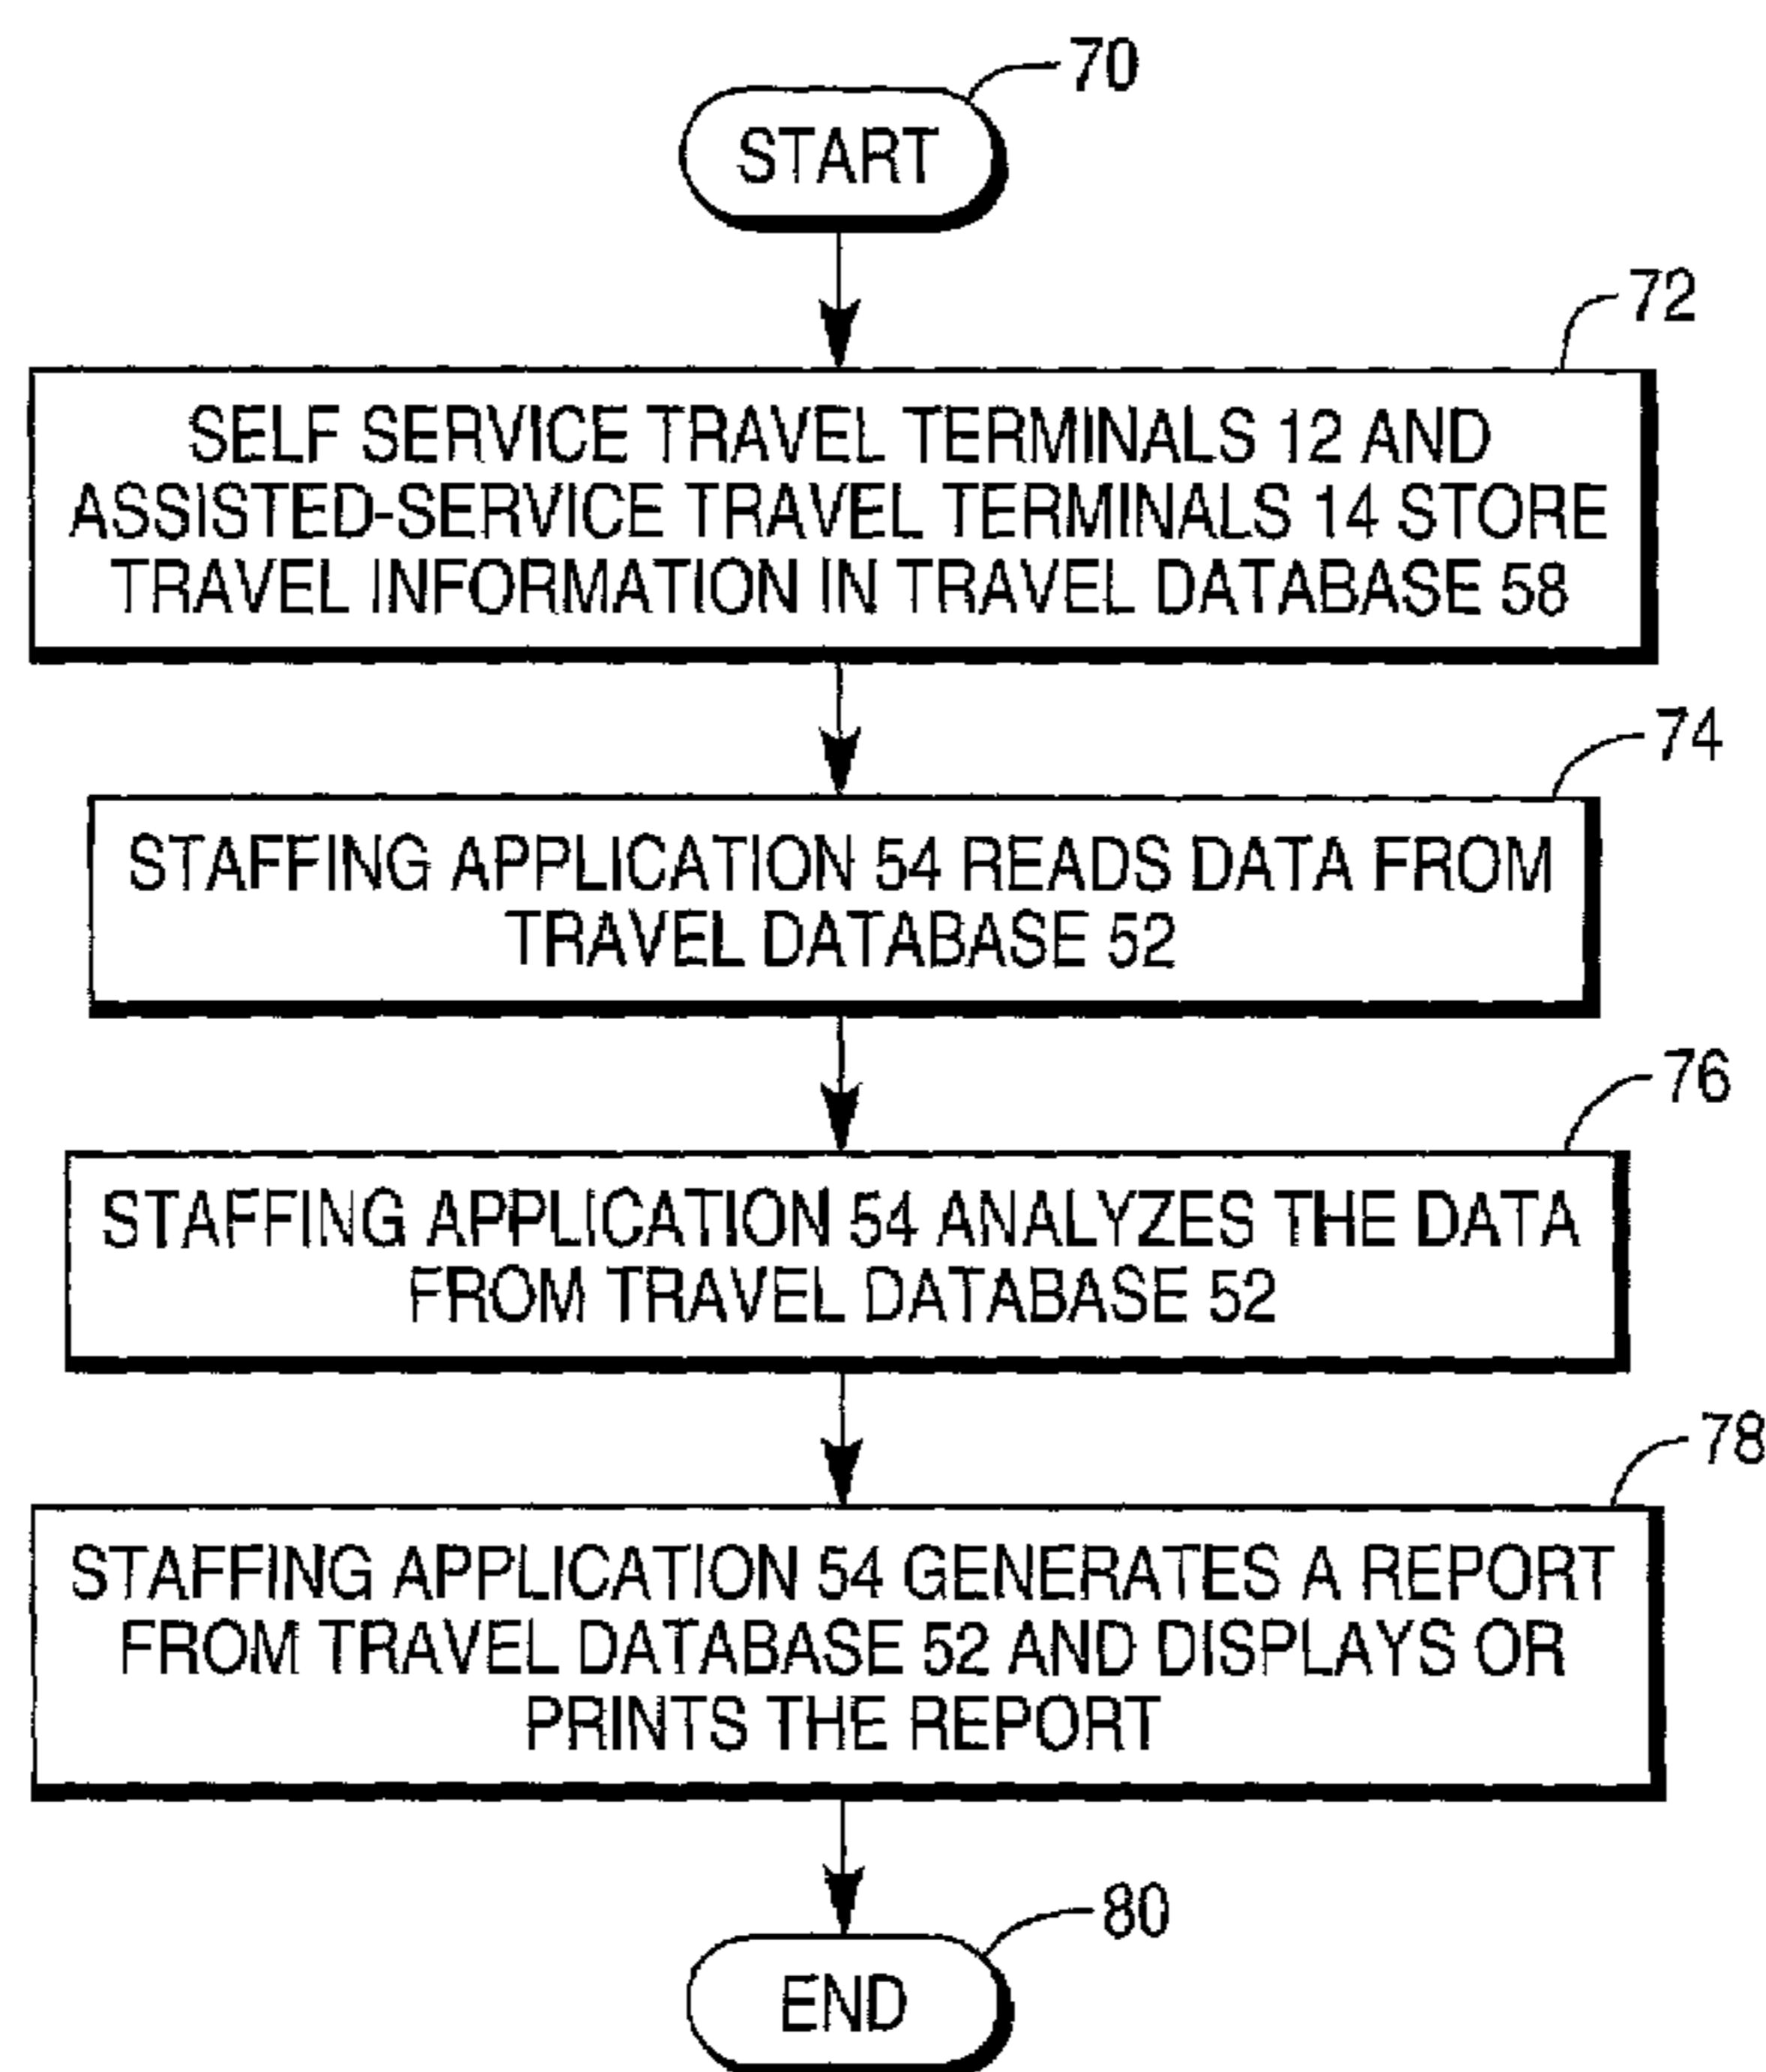 70
START
72
SELF SERVICE TRAVEL TERMINALS 12 AND
ASSISTED-SERVICE TRAVEL TERMINALS 14 STORE
TRAVEL INFORMATION IN TRAVEL DATABASE 58
74
STAFFING APPLICATION 54 READS DATA FROM
TRAVEL DATABASE 52
76
STAFFING APPLICATION 54 ANALYZES THE DATA
FROM TRAVEL DATABASE 52
78
STAFFING APPLICATION 54 GENERATES A REPORT
FROM TRAVEL DATABASE 52 AND DISPLAYS OR
PRINTS THE REPORT
80
END